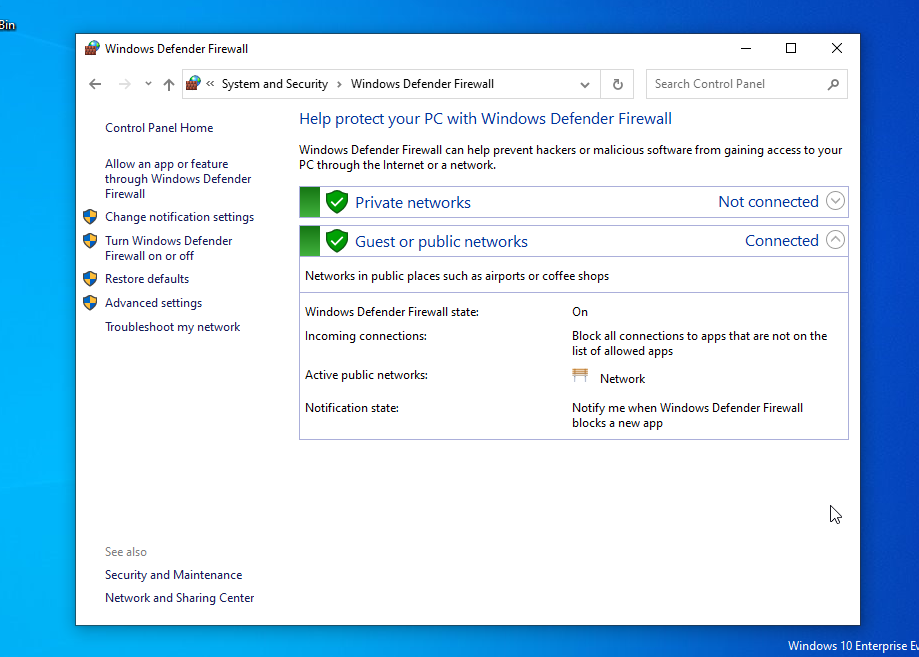 Bin
Windows Defender Firewall
« System and Security › Windows Defender Firewall
Search Control Panel
Control Panel Home
Allow an app or feature
through Windows Defender
Firewall
Change notification settings
Turn Windows Defender
Firewall on or off
Restore defaults
Advanced settings
Troubleshoot my network
See also
Security and Maintenance
Network and Sharing Center
Help protect your PC with Windows Defender Firewall
Windows Defender Firewall can help prevent hackers or malicious software from gaining access to your
PC through the Internet or a network.
Private networks Not connected
Guest or public networks Connected
Networks in public places such as airports or coffee shops
Windows Defender Firewall state: On
Incoming connections: Block all connections to apps that are not on the
list of allowed apps
Active public networks: Network
Notification state: Notify me when Windows Defender Firewall
blocks a new app
Windows 10 Enterprise Ev